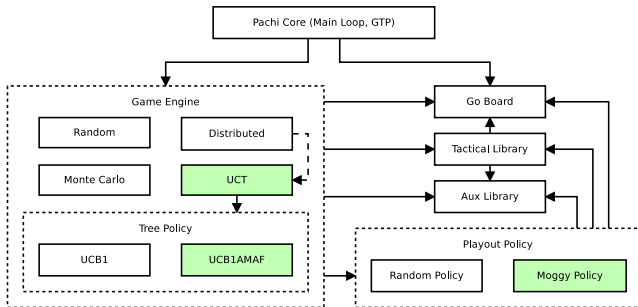 Pachi Core (Main Loop, GTP)
Game Engine
Go Board
Random
Distributed
Tactical Library
Monte Carlo
UCT
Aux Library
Tree Policy
Playout Policy
UCB1
UCB1AMAF
Random Policy
Moggy Policy